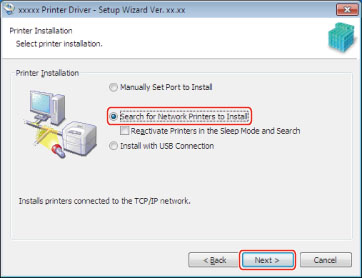 xxxxx Printer Driver - Setup Wizard Ver. xx.xx
Printer Installation
Select printer installation.
Printer Installation
Manually Set Port to Install
Search for Network Printers to Install
Reactivate Printers in the Sleep Mode and Search
Install with USB Connection
Installs printers connected to the TCP/IP network.
< Back
Next >
Cancel